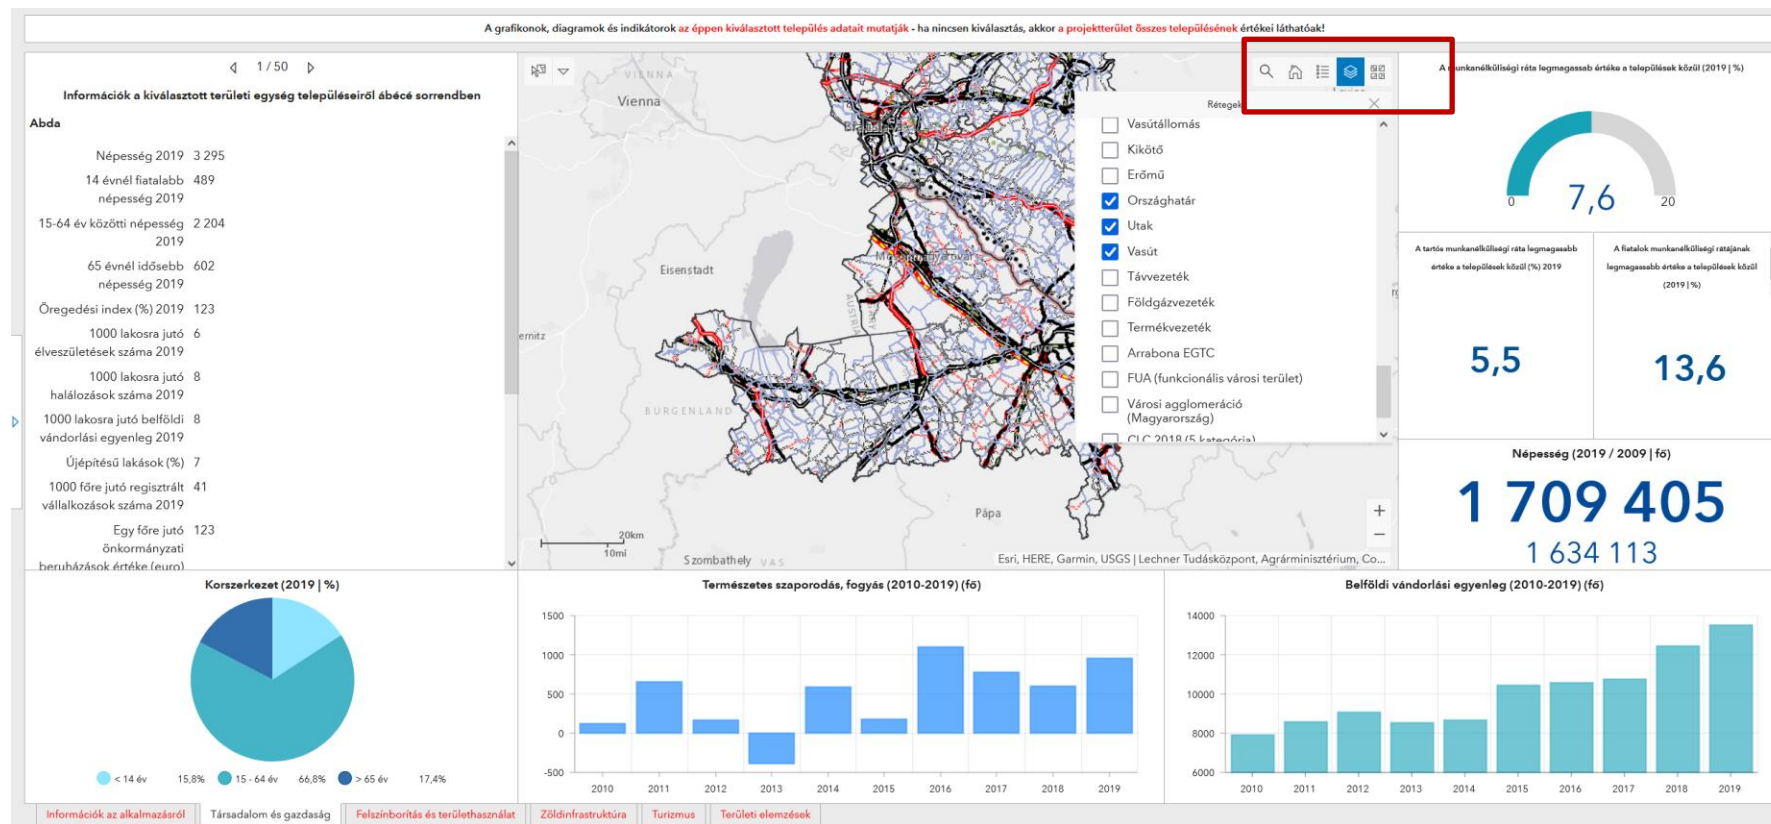 A grafikonok, diagramok és indikátorok az éppen kiválasztott település adatait mutatják - ha nincsen kiválasztás, akkor a projektterület összes településének értékei láthatóak!
1 / 50
Információk a kiválasztott területi egység településeiről ábécé sorrendben
Abda
Népesség 2019 3 295
14 évnél fiatalabb 489
népesség 2019
15-64 év közötti népesség 2 204
2019
65 évnél idősebb 602
népesség 2019
Öregedési index (%) 2019 123
1000 lakosra jutó 6
élveszületések száma 2019
1000 lakosra jutó 8
halálozások száma 2019
1000 lakosra jutó belföldi 8
vándorlási egyenleg 2019
Újépítésű lakások (%) 7
1000 főre jutó regisztrált 41
vállalkozások száma 2019
Egy főre jutó 123
önkormányzati
beruházások értéke (euro)
VIENNA
Vienna
Eisenstadt
ernitz
AUSTRIA
BURGENLAND
Pápa
Szombathely VAS
20km
10mi
Esri, HERE, Garmin, USGS | Lechner Tudásközpont, Agrárminisztérium, Co...
+
−
Rétegek
Vasútállomás
Kikötő
Erőmű
Országhatár
Utak
Vasút
Távvezeték
Földgázvezeték
Termékvezeték
Arrabona EGTC
FUA (funkcionális városi terület)
Városi agglomeráció
(Magyarország)
CLC 2018 (5 kategória)
A munkanélküliségi ráta legmagasabb értéke a települések közül (2019 | %)
7,6
0
20
A tartós munkanélküliségi ráta legmagasabb
értéke a települések közül (%) 2019
5,5
A fiatalok munkanélküliségi rátájának
legmagasabb értéke a települések közül
(2019 | %)
13,6
Népesség (2019 / 2009 | fő)
1 709 405
1 634 113
Korszerkezet (2019 | %)
< 14 év 15,8% 15 - 64 év 66,8% > 65 év 17,4%
Természetes szaporodás, fogyás (2010-2019) (fő)
1500
1000
500
0
-500
2010 2011 2012 2013 2014 2015 2016 2017 2018 2019
Belföldi vándorlási egyenleg (2010-2019) (fő)
14000
12000
10000
8000
6000
2010 2011 2012 2013 2014 2015 2016 2017 2018 2019
Információk az alkalmazásról Társadalom és gazdaság Felszínborítás és területhasználat Zöldinfrastruktúra Turizmus Területi elemzések